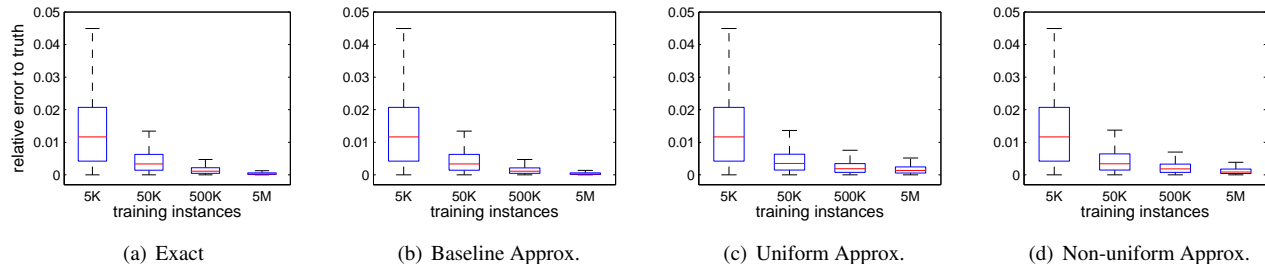 relative error to truth
0.05
0.04
0.03
0.02
0.01
0
5K 50K 500K 5M
training instances
(a) Exact
0.05
0.04
0.03
0.02
0.01
0
5K 50K 500K 5M
training instances
(b) Baseline Approx.
0.05
0.04
0.03
0.02
0.01
0
5K 50K 500K 5M
training instances
(c) Uniform Approx.
0.05
0.04
0.03
0.02
0.01
0
5K 50K 500K 5M
training instances
(d) Non-uniform Approx.